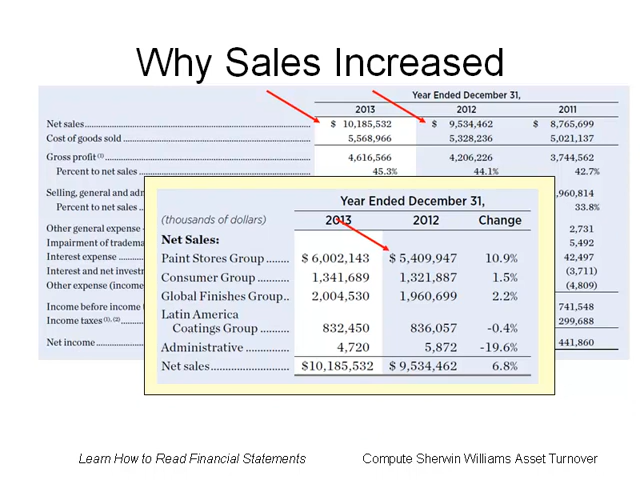 Why Sales Increased
Year Ended December 31,
2013 2012 2011
Net sales $ 10,185,532 $ 9,534,462 $ 8,765,699
Cost of goods sold 5,568,966 5,328,236 5,021,137
Gross profit (1) 4,616,566 4,206,226 3,744,562
Percent to net sales 45.3% 44.1% 42.7%
Selling, general and ,960,814
Percent to net sales 33.8%
Other general expense 2,731
Impairment of 5,492
Interest expense 42,497
Interest and net (3,711)
Other expense (income (4,809)
Income before income 741,548
Income taxes (1), (2) 299,688
Net income 441,860
Year Ended December 31,
(thousands of dollars) 2013 2012 Change
Net Sales:
Paint Stores Group $ 6,002,143 $ 5,409,947 10.9%
Consumer Group 1,341,689 1,321,887 1.5%
Global Finishes Group 2,004,530 1,960,699 2.2%
Latin America
Coatings Group 832,450 836,057 -0.4%
Administrative 4,720 5,872 -19.6%
Net sales $10,185,532 $ 9,534,462 6.8%
Learn How to Read Financial Statements Compute Sherwin Williams Asset Turnover